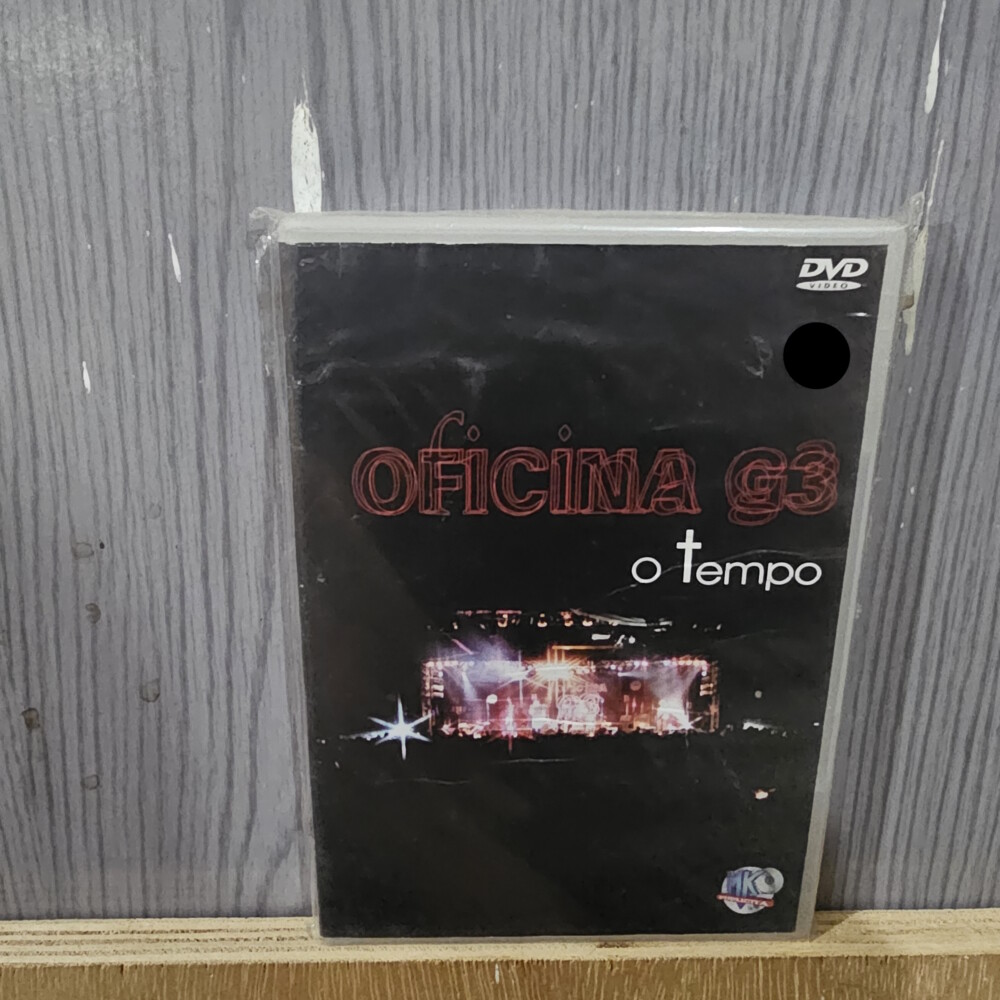 DVD
VIDEO
OFICINA G3
o tempo
MK